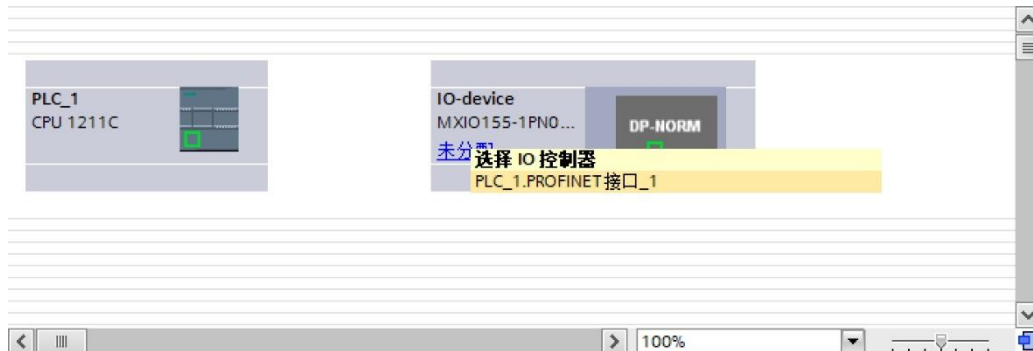 PLC_1
CPU 1211C
IO-device
MXIO155-1PN0...
DP-NORM
未分
选择 IO 控制器
PLC_1.PROFINET接口_1
100%